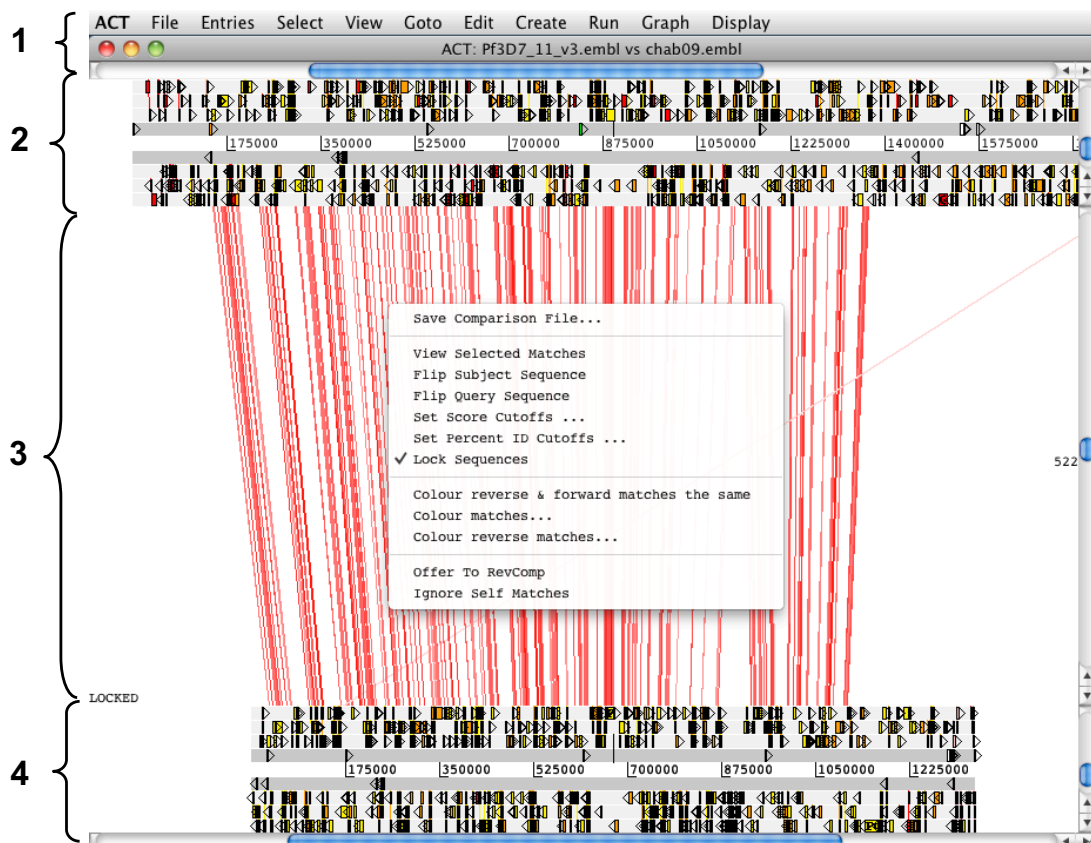 ACT File Entries Select View Goto Edit Create Run Graph Display
1
ACT: Pf3D7_11_v3.embl vs chab09.embl
2
175000 350000 525000 700000 875000 1050000 1225000 1400000 1575000
3
Save Comparison File...
View Selected Matches
Flip Subject Sequence
Flip Query Sequence
Set Score Cutoffs ...
Set Percent ID Cutoffs ...
✓ Lock Sequences
522
Colour reverse & forward matches the same
Colour matches...
Colour reverse matches...
Offer To RevComp
Ignore Self Matches
LOCKED
4
175000 350000 525000 700000 875000 1050000 1225000